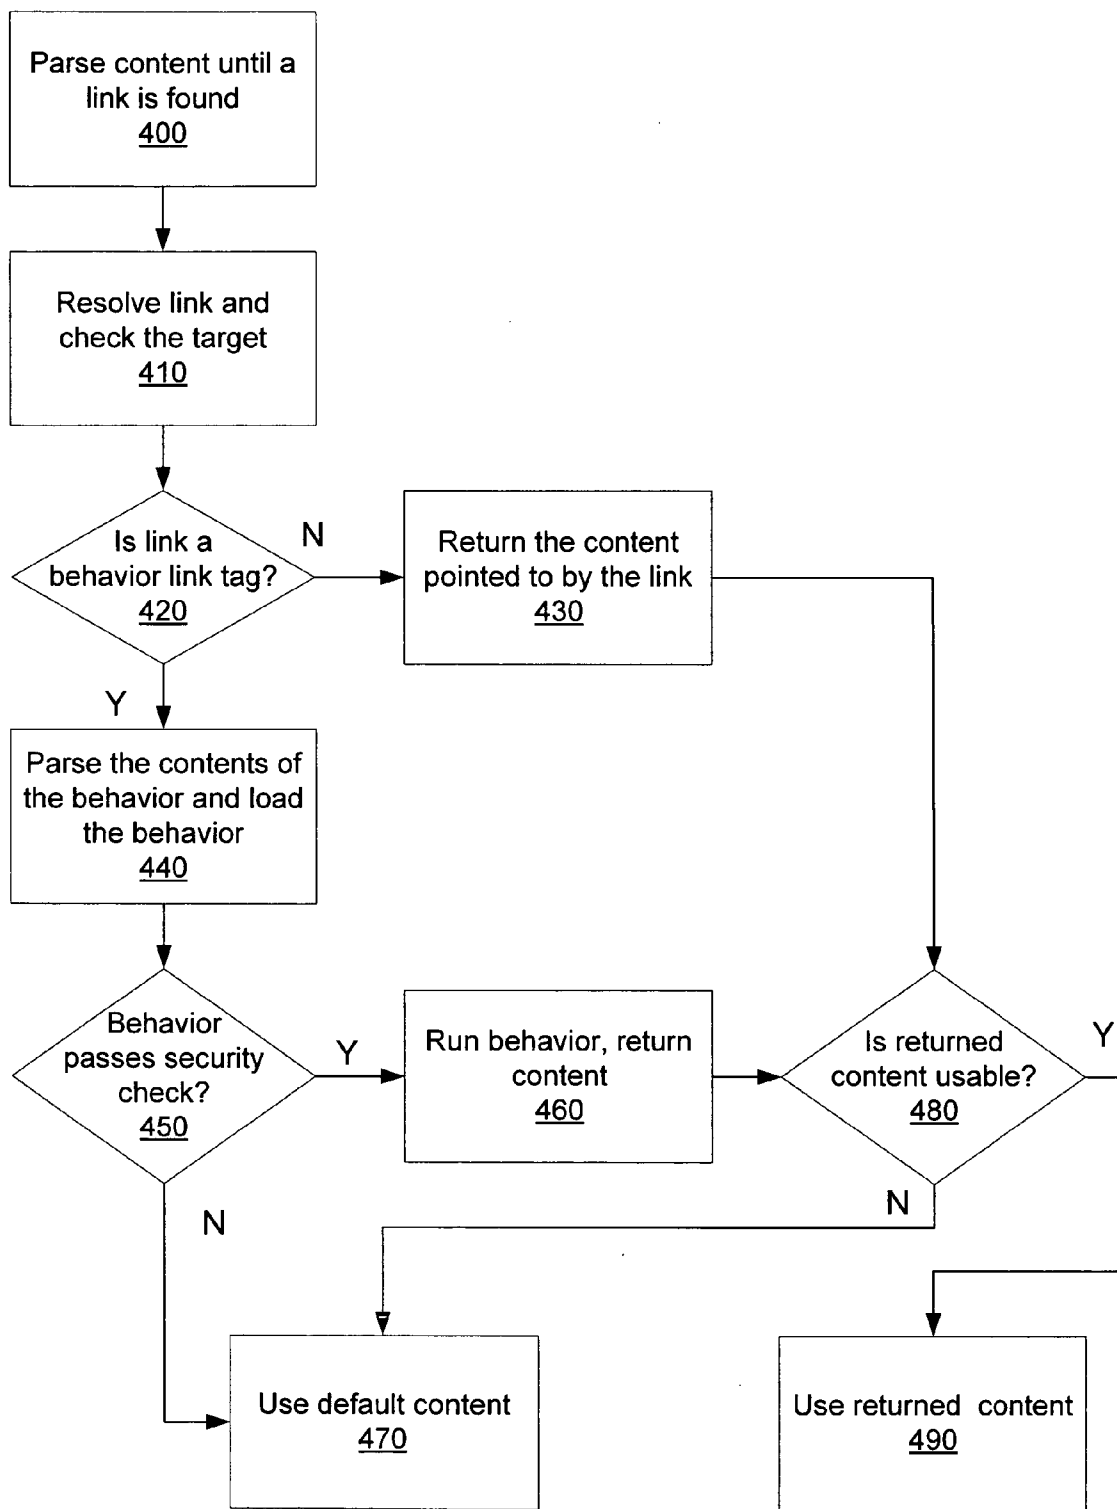 Parse content until a
link is found
400
Resolve link and
check the target
410
Is link a
behavior link tag?
420
N
Return the content
pointed to by the link
430
Y
Parse the contents of
the behavior and load
the behavior
440
Behavior
passes security
check?
450
Y
Run behavior, return
content
460
Is returned
content usable?
480
Y
N
N
Use default content
470
Use returned content
490